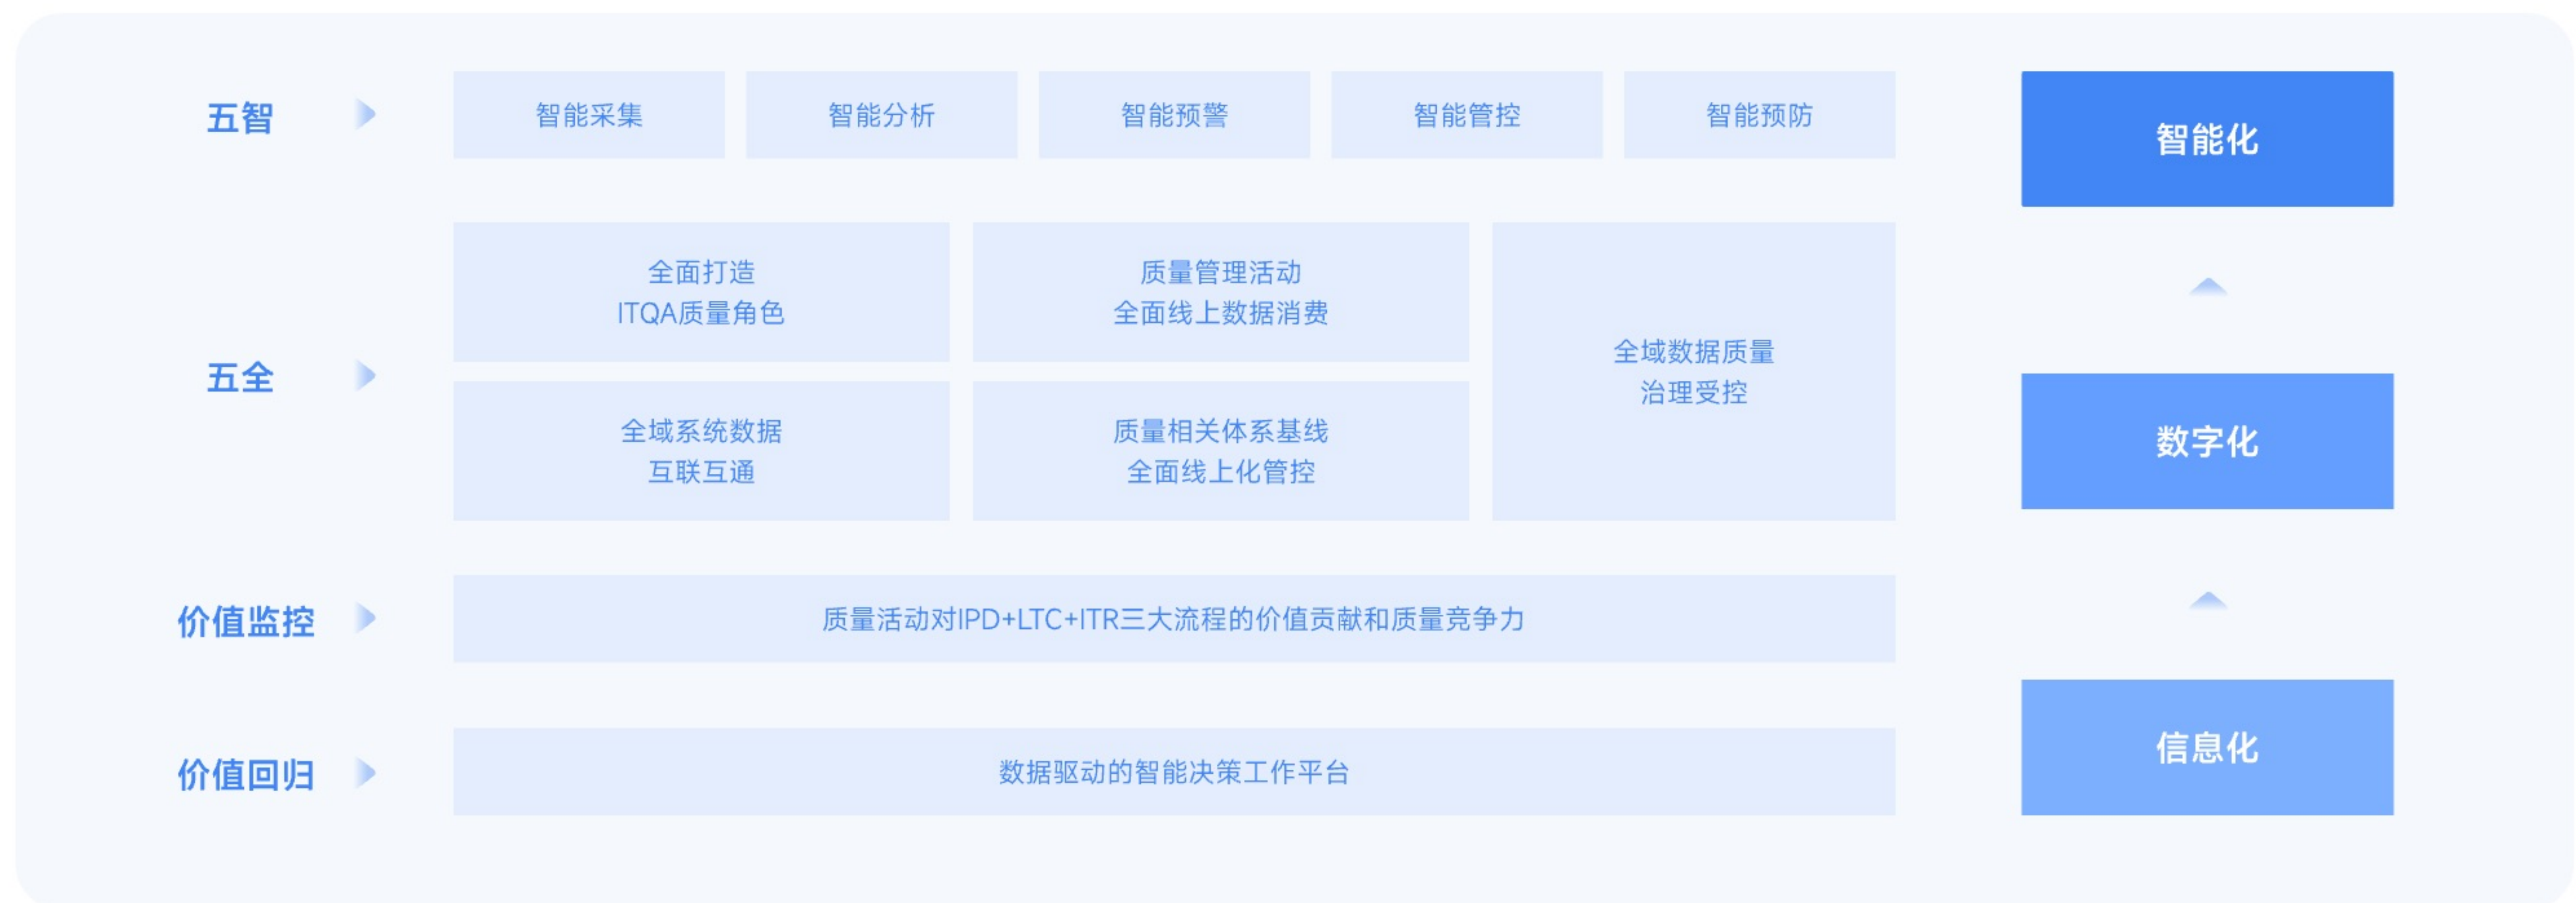 五智
智能采集
智能分析
智能预警
智能管控
智能预防
智能化
五全
全面打造
ITQA质量角色
质量管理活动
全面线上数据消费
全域数据质量
治理受控
全域系统数据
互联互通
质量相关体系基线
全面线上化管控
数字化
价值监控
质量活动对IPD+LTC+ITR三大流程的价值贡献和质量竞争力
价值回归
数据驱动的智能决策工作平台
信息化